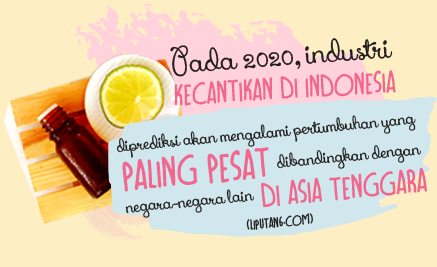 Pada 2020, industri
KECANTIKAN DI INDONESIA
diprediksi akan mengalami pertumbuhan yang
PALING PESAT dibandingkan dengan
negara-negara lain DI ASIA TENGGARA
(LIPUTAN6.COM)